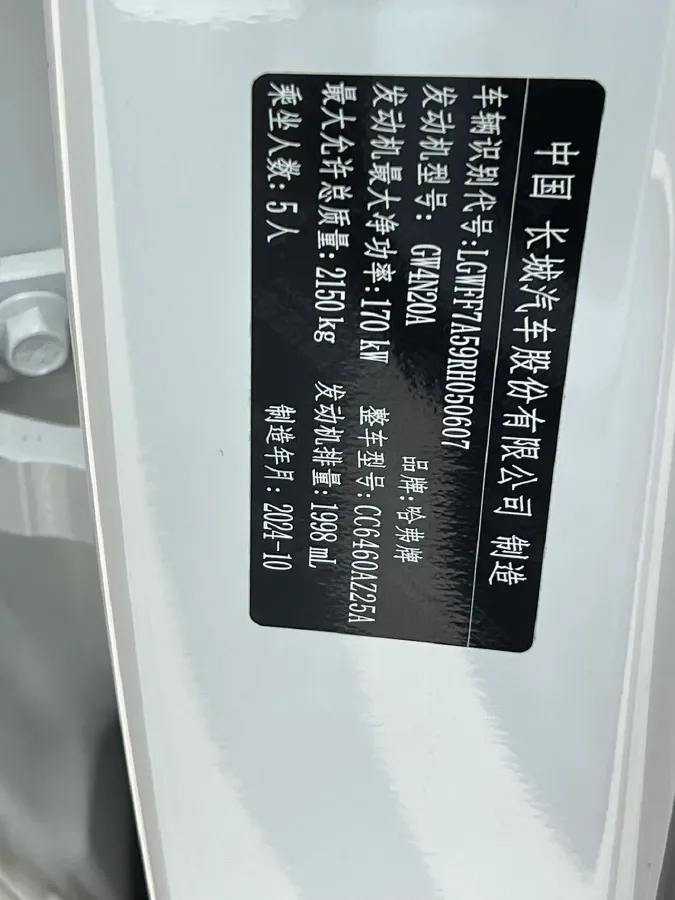 中国 长城汽车股份有限公司 制造
车辆识别代号:LGWFF7A59RH050607
发动机型号: GW4N20A 品牌:哈弗牌
发动机最大净功率:170 kW 整车型号:CC6460AZ25A
最大允许总质量:2150 kg 发动机排量:1998 mL
乘坐人数:5人 制造年月:2024-10